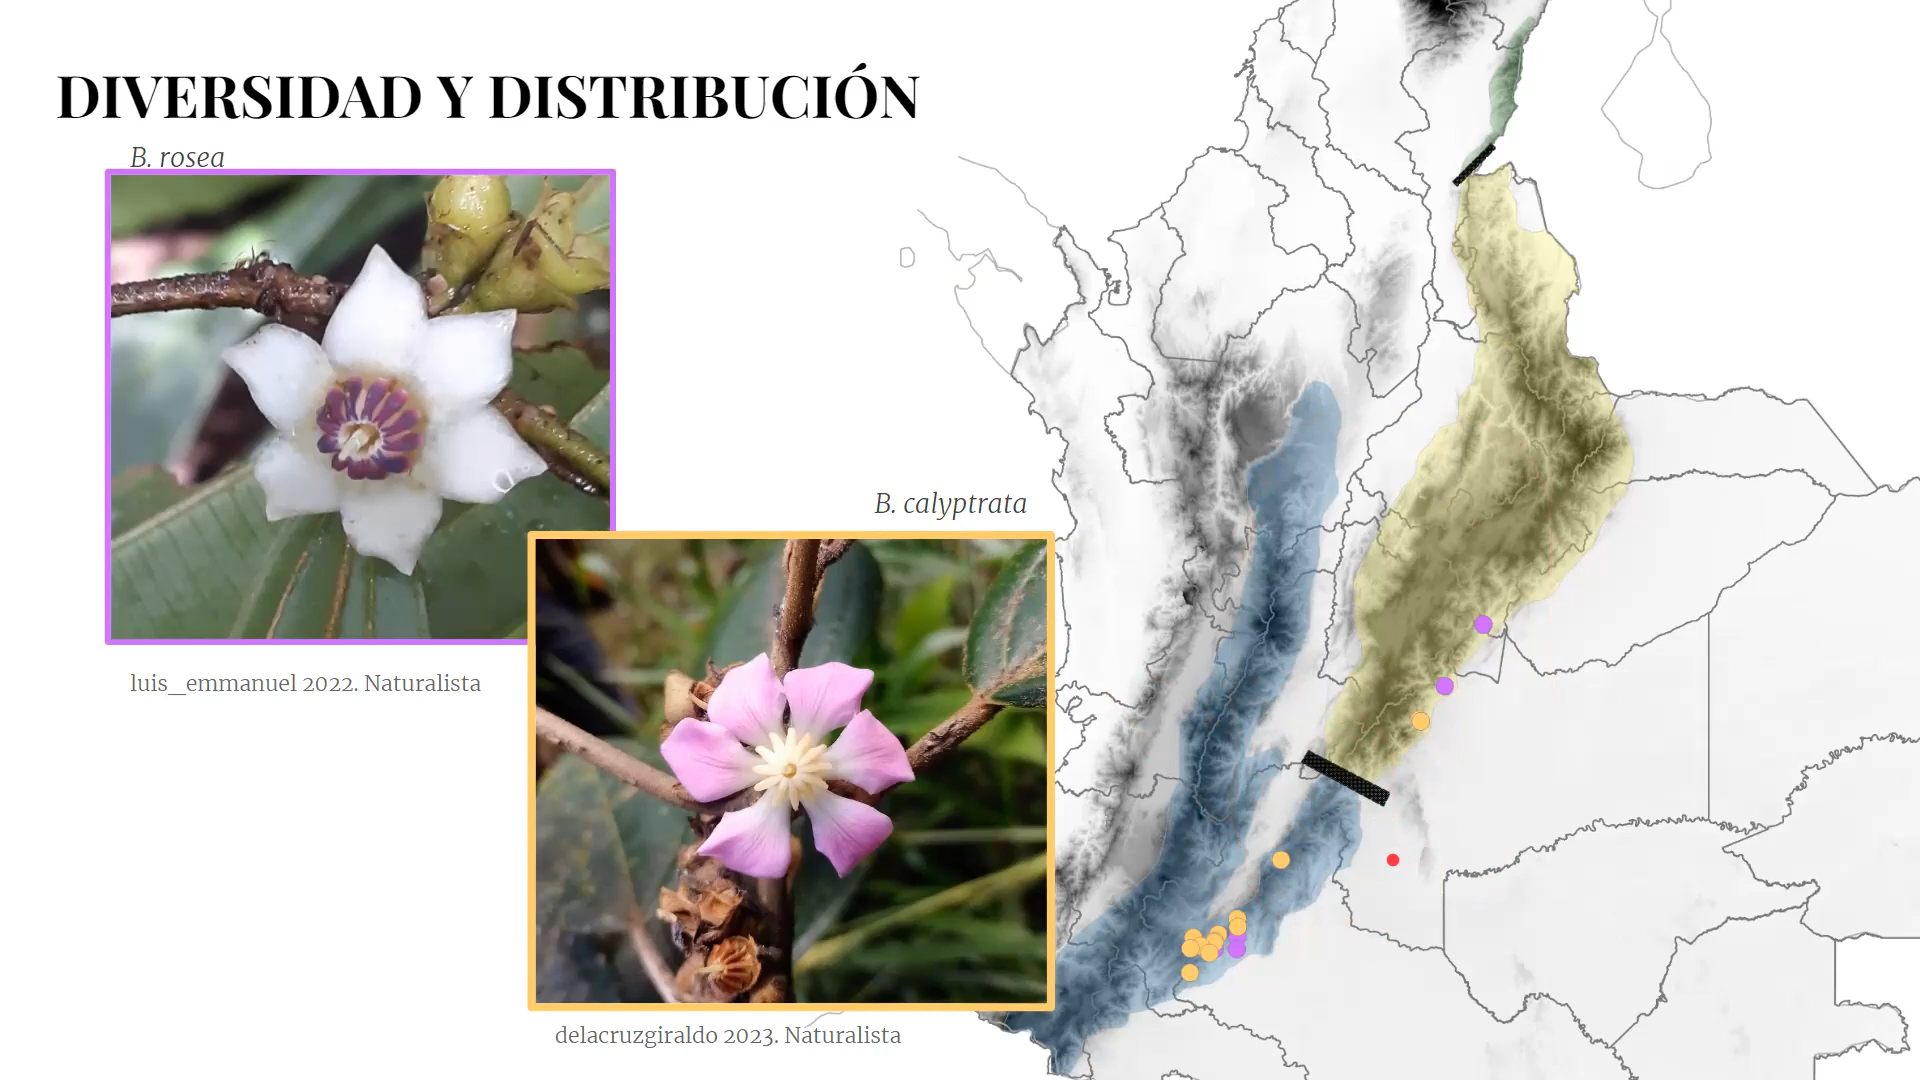 DIVERSIDAD Y DISTRIBUCIÓN
B. rosea
luis_emmanuel 2022. Naturalista
B. calyptrata
delacruzgiraldo 2023. Naturalista